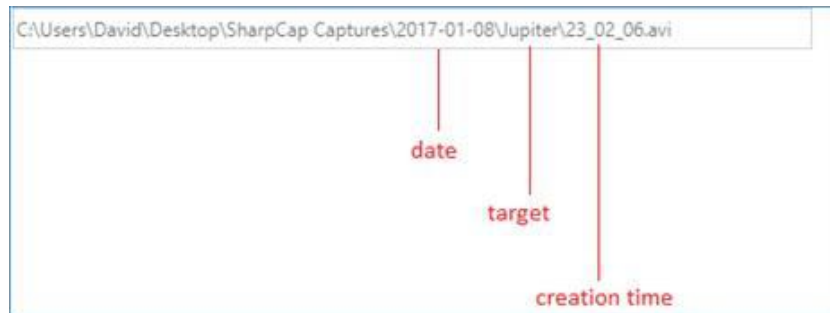 C:\Users\David\Desktop\SharpCap Captures\2017-01-08\Jupiter\23_02_06.avi
date
target
creation time